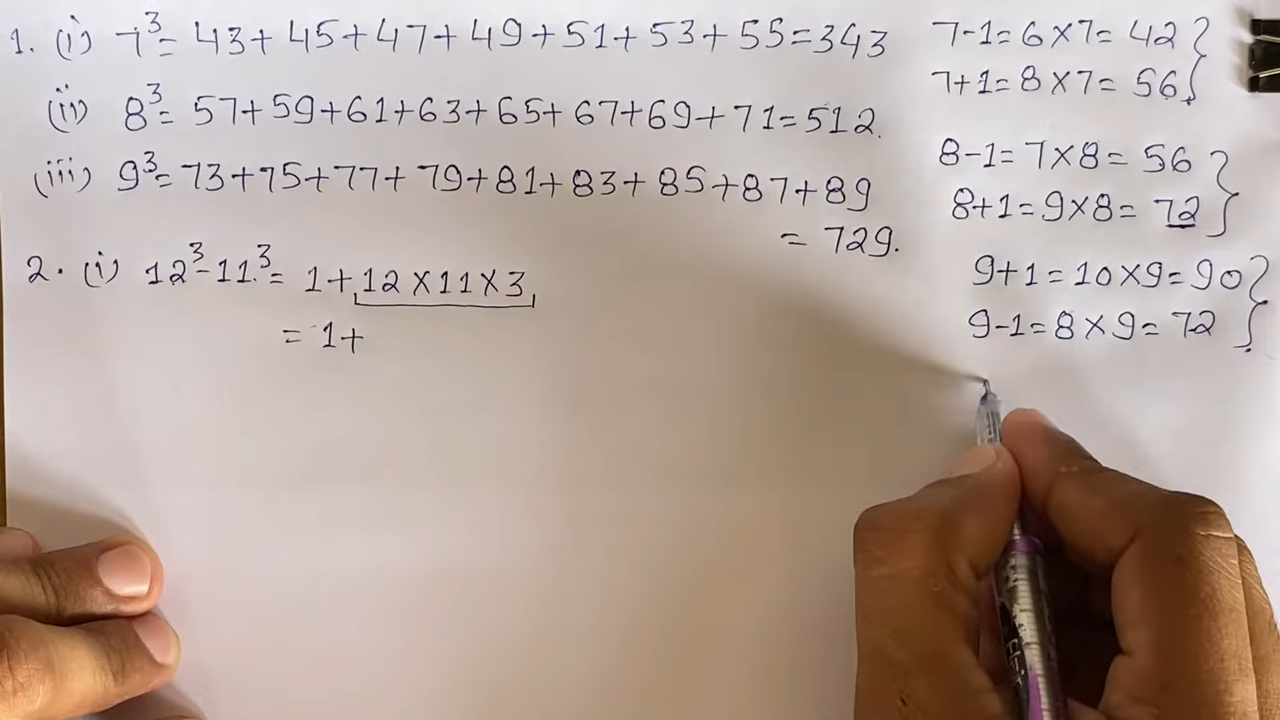 1. (i) 7³= 43+45+47+49+51+53+55=343
(ii) 8³= 57+59+61+63+65+67+69+71=512.
(iii) 9³=73+75+77+79+81+83+85+87+89
= 729.
2. (i) 12³-11³= 1+12×11×3
= 1+
7-1=6×7=42
7+1=8×7=56
8-1=7×8=56
8+1=9×8=72
9+1=10×9=90
9-1=8×9=72